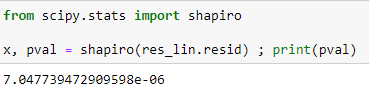 from scipy.stats import shapiro
x, pval = shapiro(res_lin.resid) ; print(pval)
7.047739472909598e-06